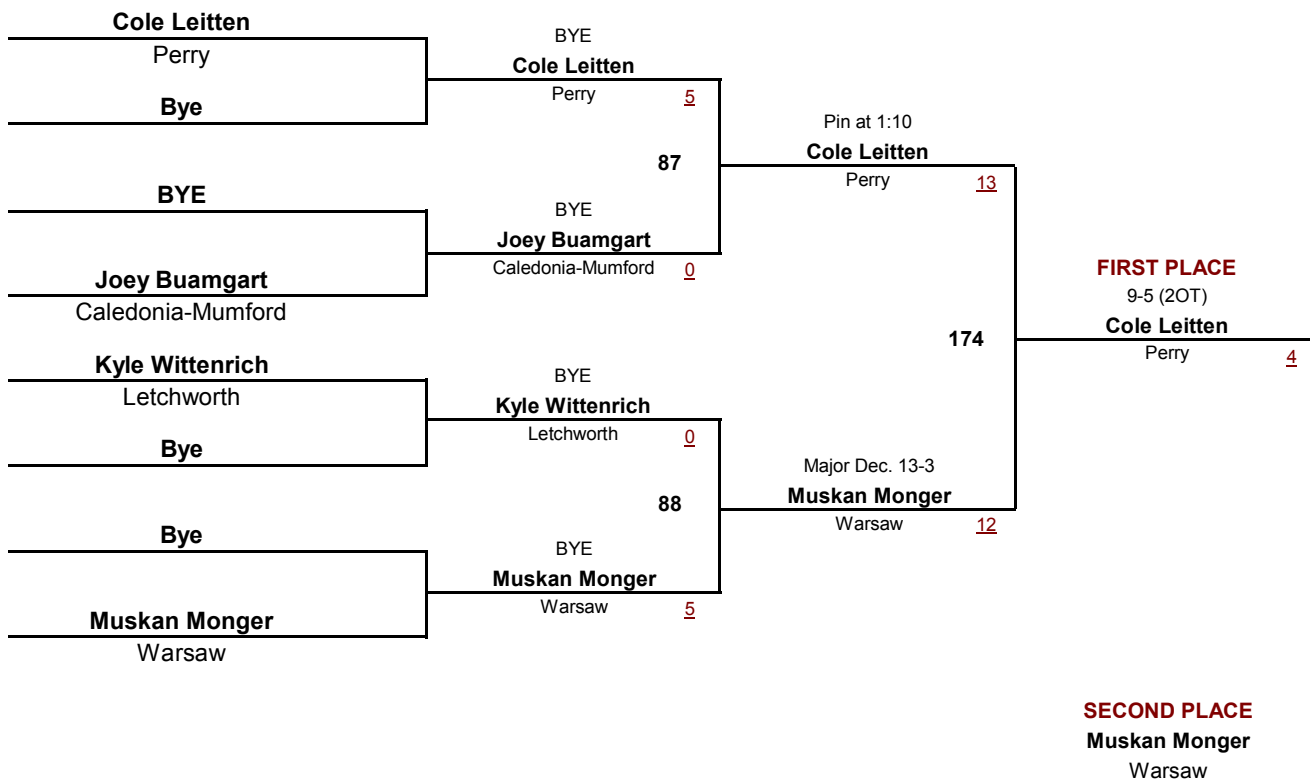 Cole Leitten
Perry
Bye
BYE
Joey Buamgart
Caledonia-Mumford
Kyle Wittenrich
Letchworth
Bye
Bye
Muskan Monger
Warsaw
BYE
Cole Leitten
Perry 5
87
BYE
Joey Buamgart
Caledonia-Mumford 0
BYE
Kyle Wittenrich
Letchworth 0
88
BYE
Muskan Monger
Warsaw 5
Pin at 1:10
Cole Leitten
Perry 13
174
Major Dec. 13-3
Muskan Monger
Warsaw 12
FIRST PLACE
9-5 (2OT)
Cole Leitten
Perry 4
SECOND PLACE
Muskan Monger
Warsaw